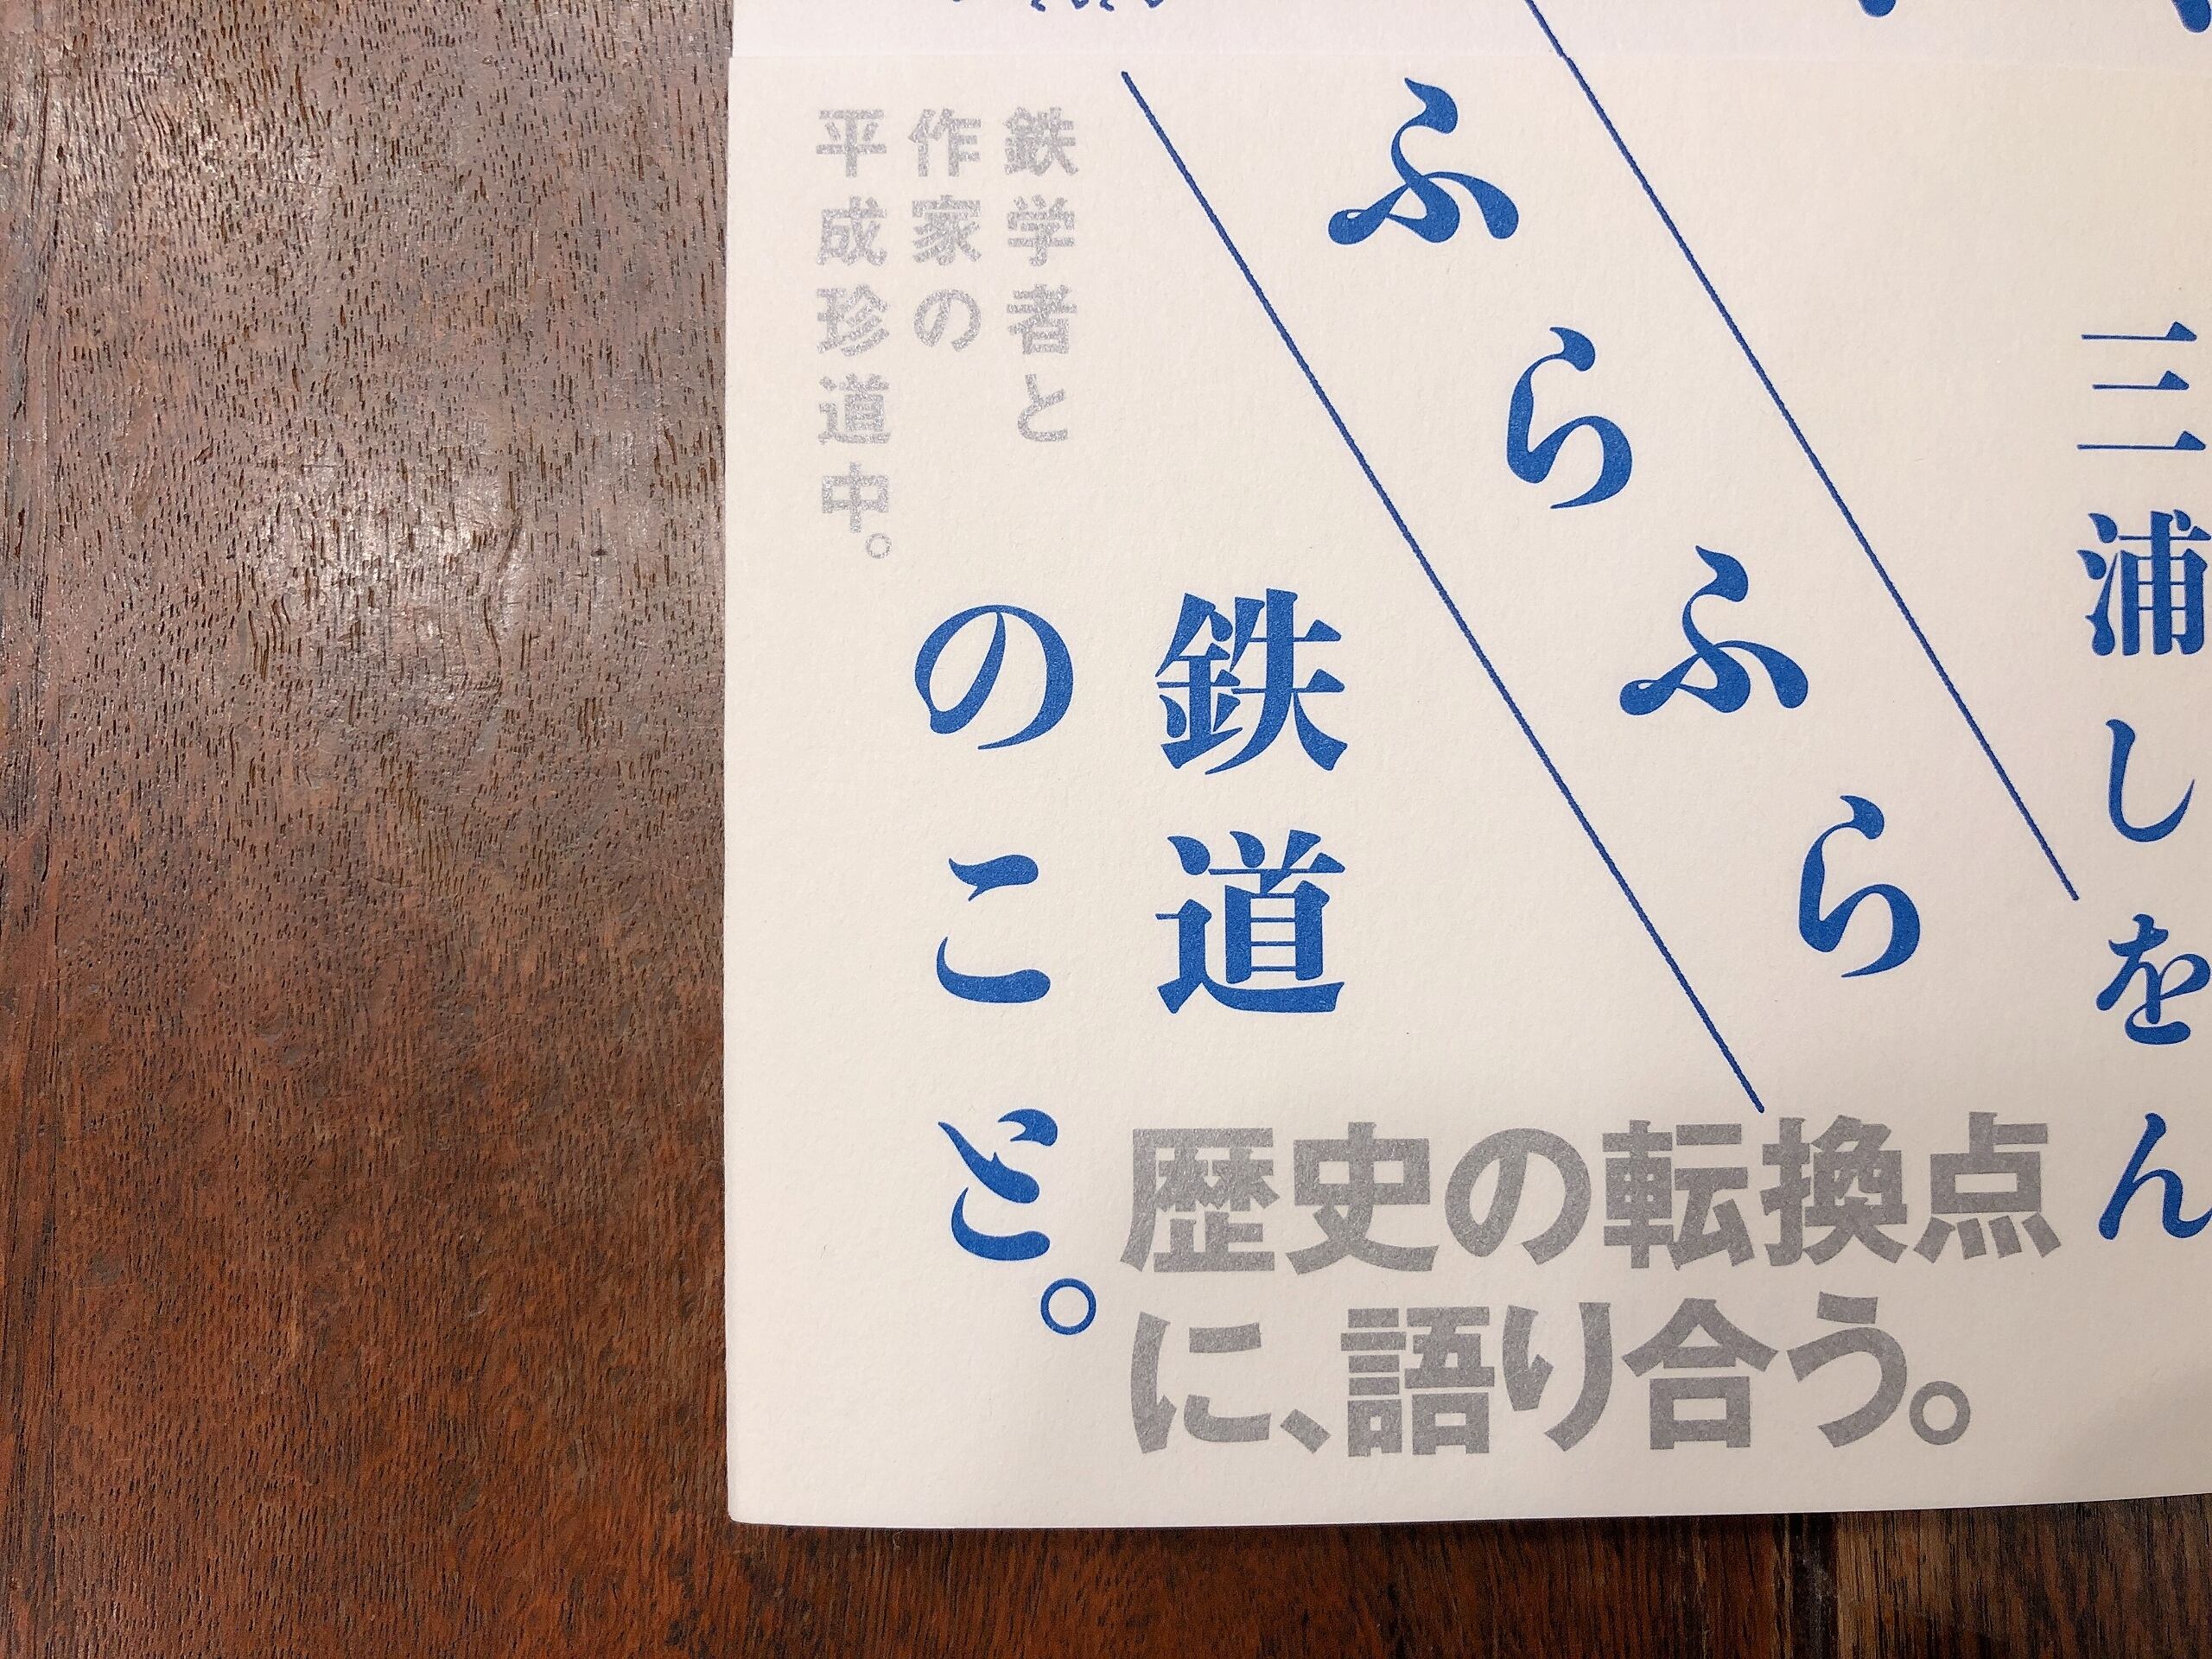 三浦しをん
ふらふら
鉄道
のこと。
鉄学者と
作家の
平成珍道中。
歴史の転換点
に、語り合う。